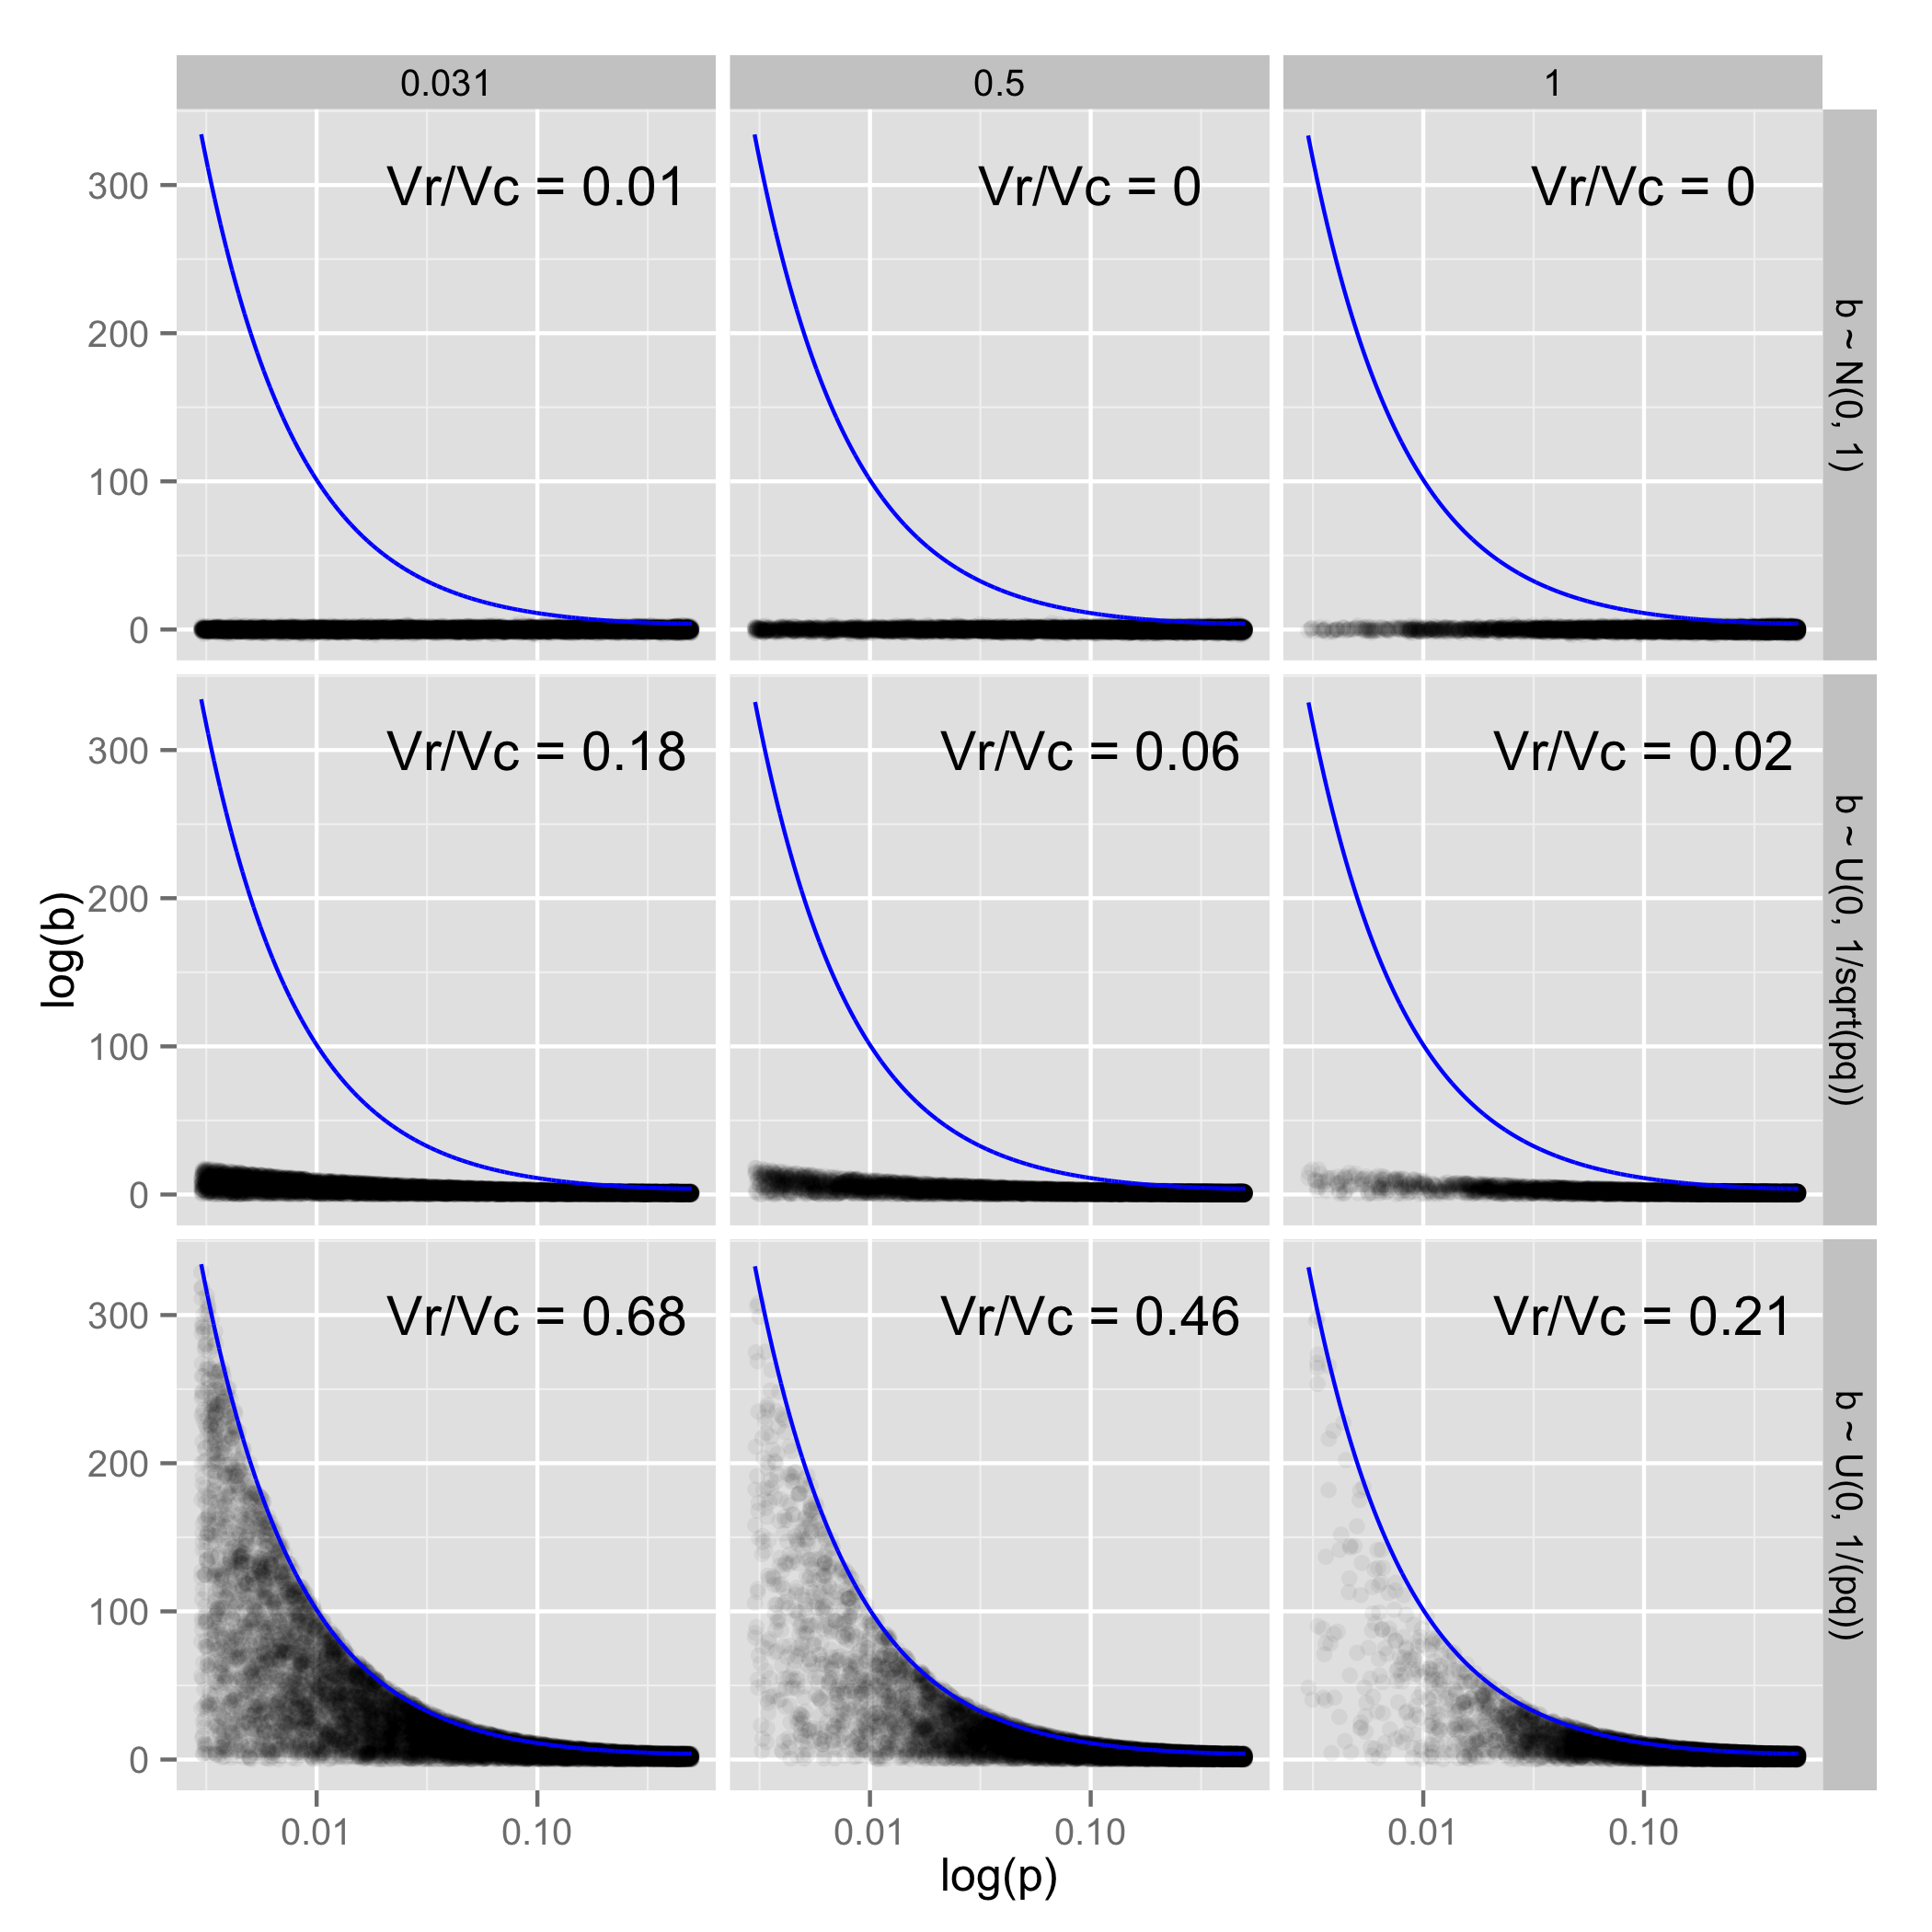 0.031 0.5 1
300 Vr/Vc = 0.01 Vr/Vc = 0 Vr/Vc = 0
200
100
0
b ~ N(0, 1)
300 Vr/Vc = 0.18 Vr/Vc = 0.06 Vr/Vc = 0.02
200
100
0
b ~ U(0, 1/sqrt(pq))
log(b)
300 Vr/Vc = 0.68 Vr/Vc = 0.46 Vr/Vc = 0.21
200
100
0
b ~ U(0, 1/(pq))
0.01 0.10 0.01 0.10 0.01 0.10
log(p)